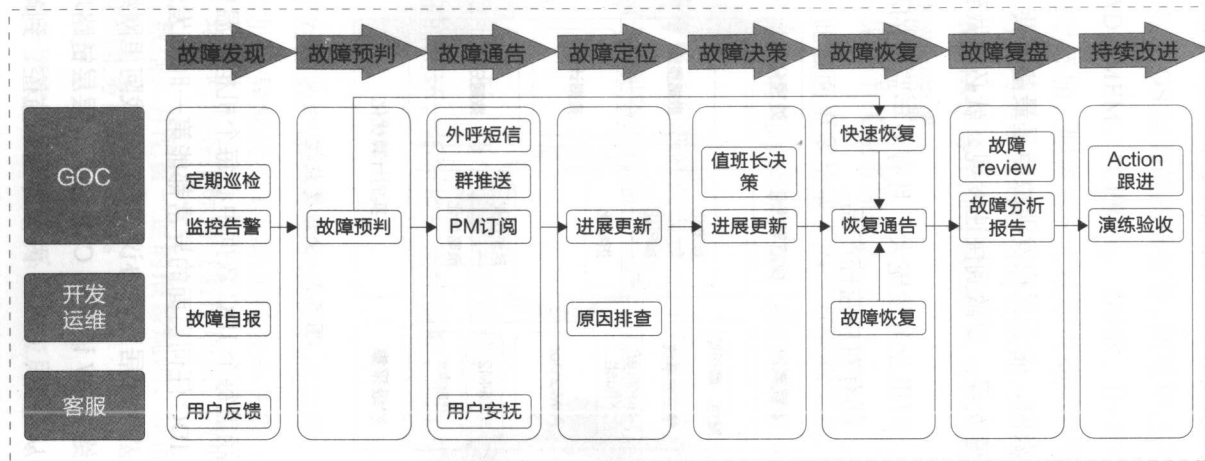 故障发现
故障预判
故障通告
故障定位
故障决策
故障恢复
故障复盘
持续改进
GOC
定期巡检
监控告警
故障预判
外呼短信
群推送
PM订阅
进展更新
值班长决
策
进展更新
快速恢复
恢复通告
故障
review
故障分析
报告
Action
跟进
演练验收
开发
运维
故障自报
原因排查
故障恢复
客服
用户反馈
用户安抚